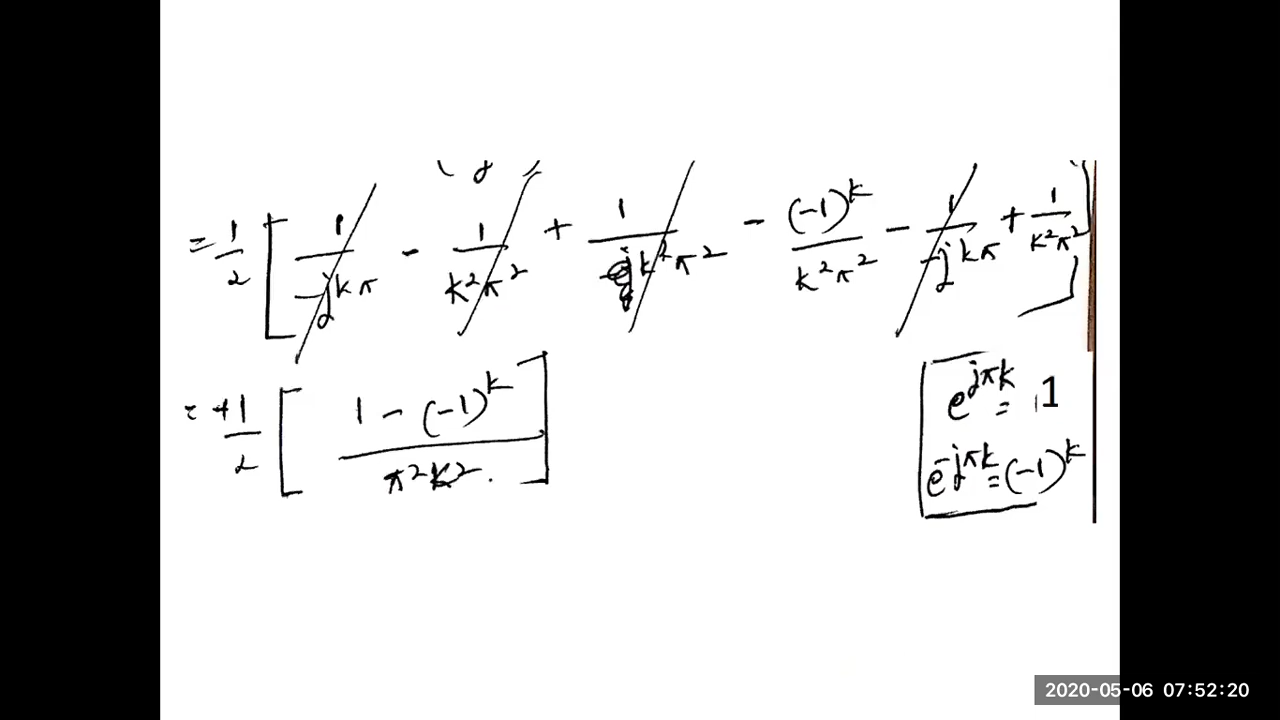 = 1/2 [ 1/(-jkπ) - 1/(k²π²) + 1/(k²π²) - (-1)^k/(k²π²) - 1/(-jkπ) + 1/(k²π²) ]
= +1/2 [ (1 - (-1)^k)/(π²k²) ]
e^{jπk} = 1
e^{-jπk} = (-1)^k
2020-05-06 07:52:20